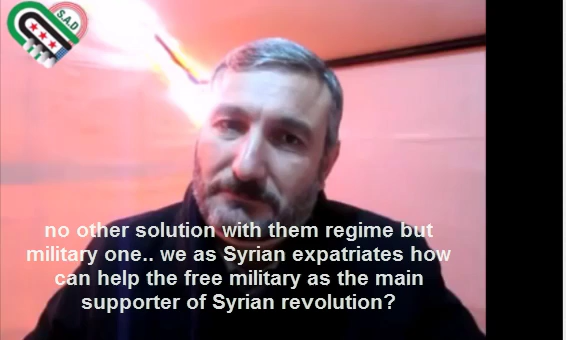 S.A.D
no other solution with them regime but
military one.. we as Syrian expatriates how
can help the free military as the main
supporter of Syrian revolution?